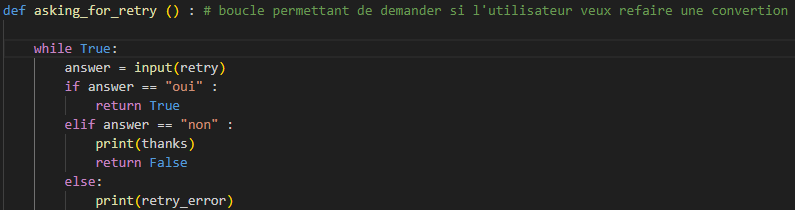 def asking_for_retry () : # boucle permettant de demander si l'utilisateur veux refaire une convertion
while True:
answer = input(retry)
if answer == "oui" :
return True
elif answer == "non" :
print(thanks)
return False
else:
print(retry_error)